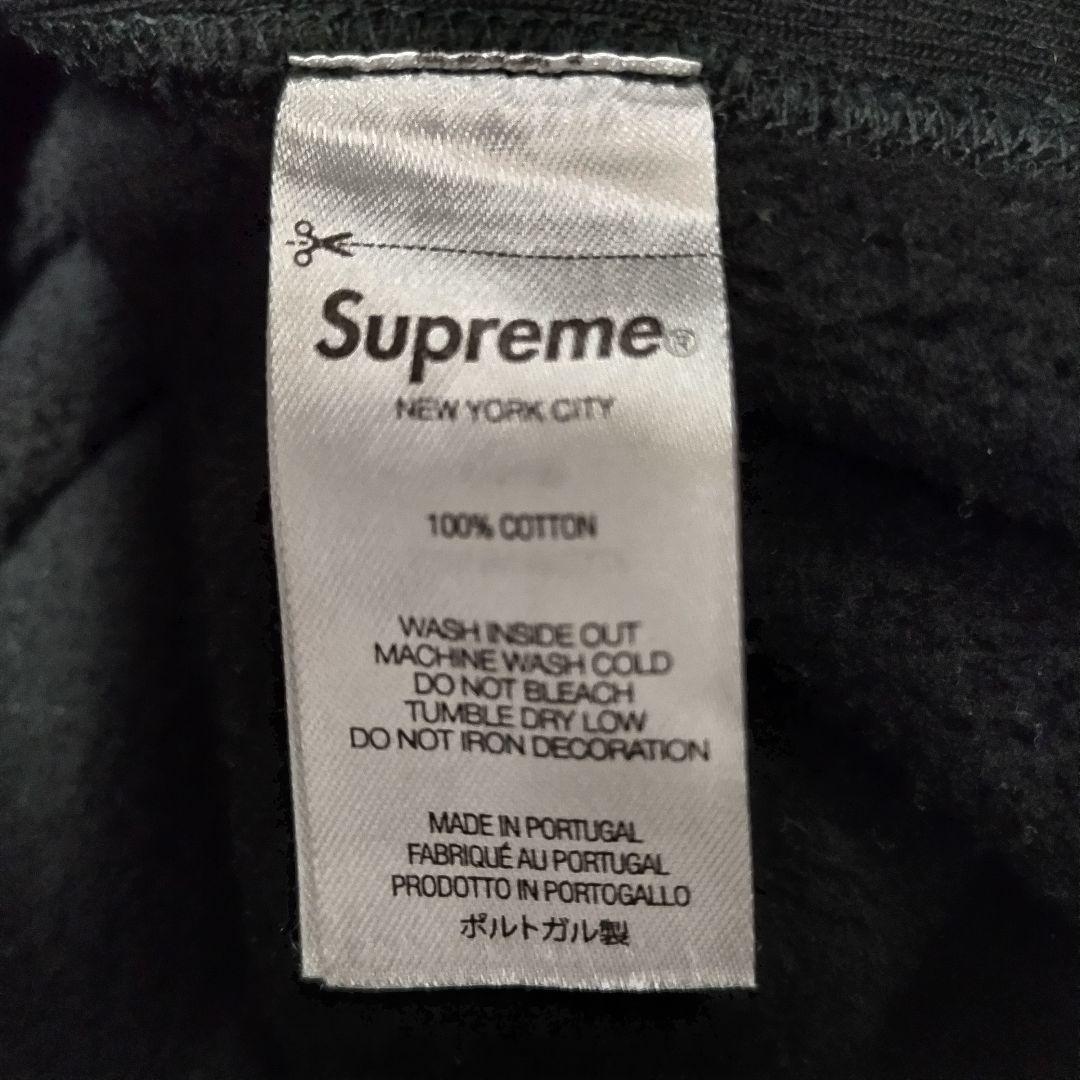 Supreme®
NEW YORK CITY
100% COTTON
WASH INSIDE OUT
MACHINE WASH COLD
DO NOT BLEACH
TUMBLE DRY LOW
DO NOT IRON DECORATION
MADE IN PORTUGAL
FABRIQUÉ AU PORTUGAL
PRODOTTO IN PORTOGALLO
ポルトガル製